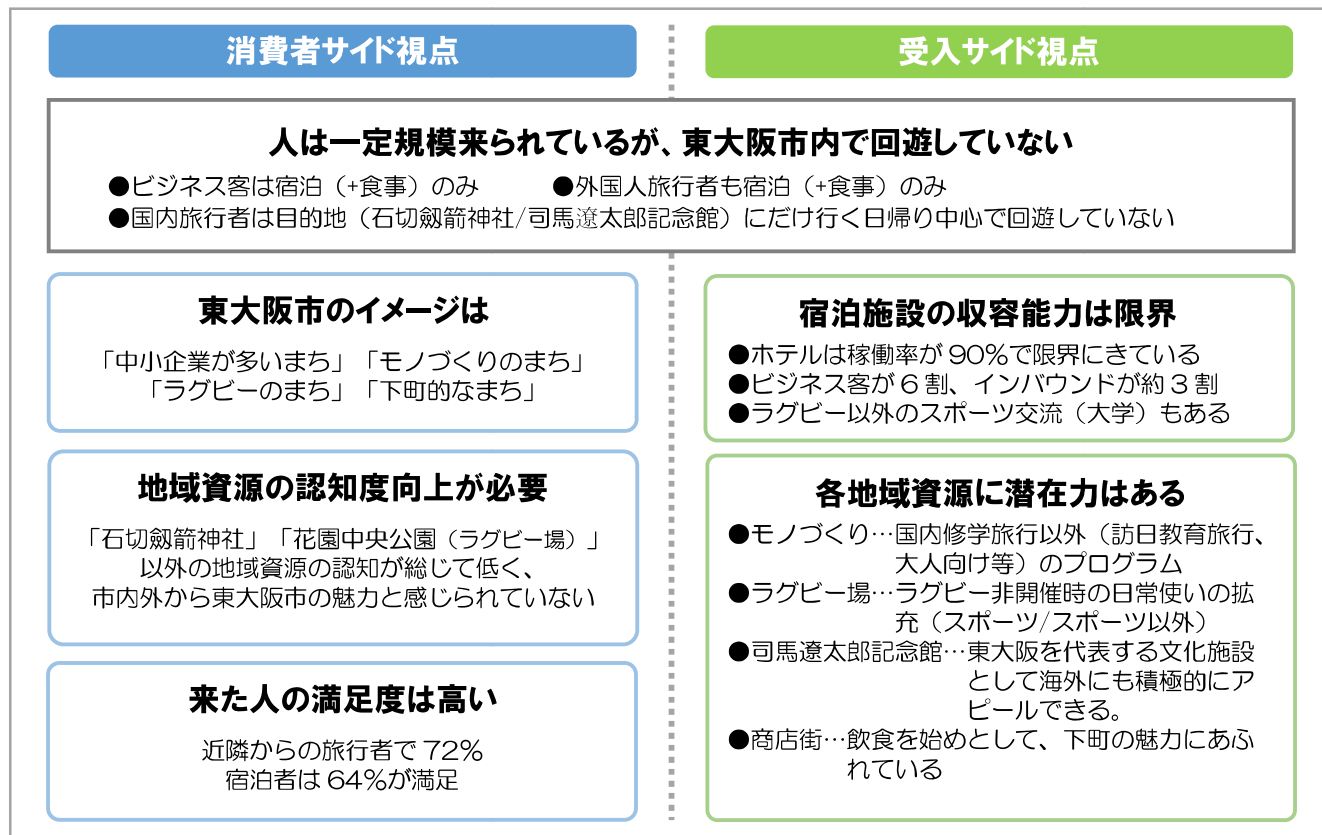 消費者サイド視点
受入サイド視点
人は一定規模来られているが、東大阪市内で回遊していない
●ビジネス客は宿泊（+食事）のみ　●外国人旅行者も宿泊（+食事）のみ
●国内旅行者は目的地（石切劔箭神社/司馬遼太郎記念館）にだけ行く日帰り中心で回遊していない
東大阪市のイメージは
「中小企業が多いまち」「モノづくりのまち」
「ラグビーのまち」「下町的なまち」
地域資源の認知度向上が必要
「石切劔箭神社」「花園中央公園（ラグビー場）」
以外の地域資源の認知が総じて低く、
市内外から東大阪市の魅力と感じられていない
来た人の満足度は高い
近隣からの旅行者で 72%
宿泊者は 64%が満足
宿泊施設の収容能力は限界
●ホテルは稼働率が 90%で限界にきている
●ビジネス客が 6 割、インバウンドが約 3 割
●ラグビー以外のスポーツ交流（大学）もある
各地域資源に潜在力はある
●モノづくり…国内修学旅行以外（訪日教育旅行、
大人向け等）のプログラム
●ラグビー場…ラグビー非開催時の日常使いの拡
充（スポーツ/スポーツ以外）
●司馬遼太郎記念館…東大阪を代表する文化施設
として海外にも積極的にア
ピールできる。
●商店街…飲食を始めとして、下町の魅力にあふ
れている